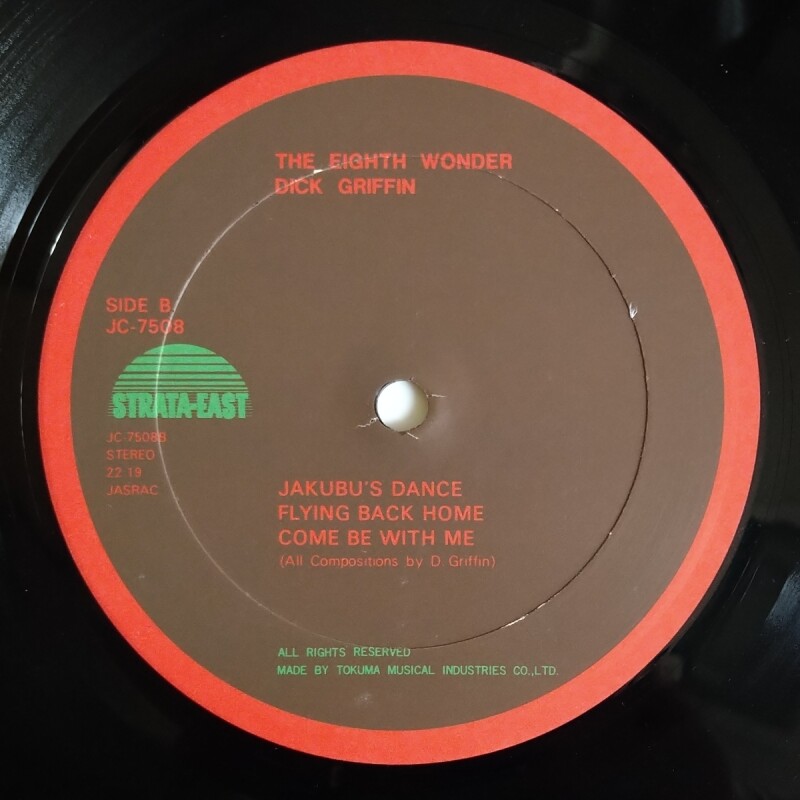 THE EIGHTH WONDER
DICK GRIFFIN
SIDE B
JC-7508
STRATA-EAST
JC-7508B
STEREO
22 19
JASRAC
JAKUBU'S DANCE
FLYING BACK HOME
COME BE WITH ME
(All Compositions by D. Griffin)
ALL RIGHTS RESERVED
MADE BY TOKUMA MUSICAL INDUSTRIES CO.,LTD.